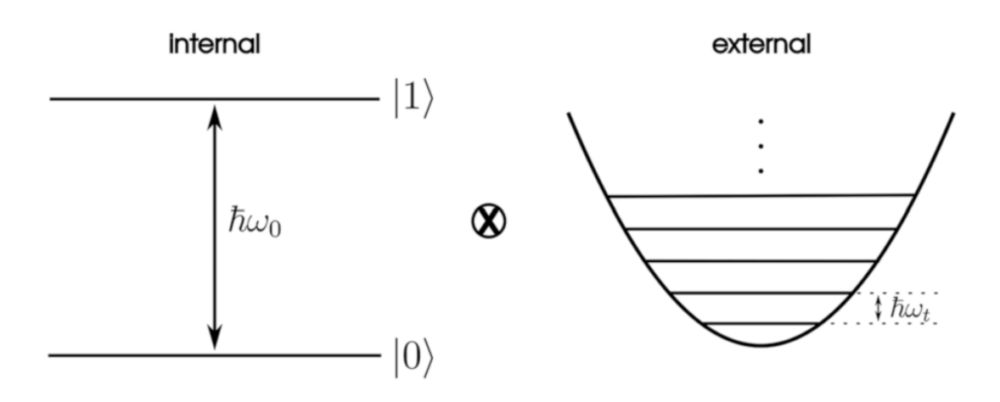 internal
external
|1⟩
ħω₀
|0⟩
ħωₜ